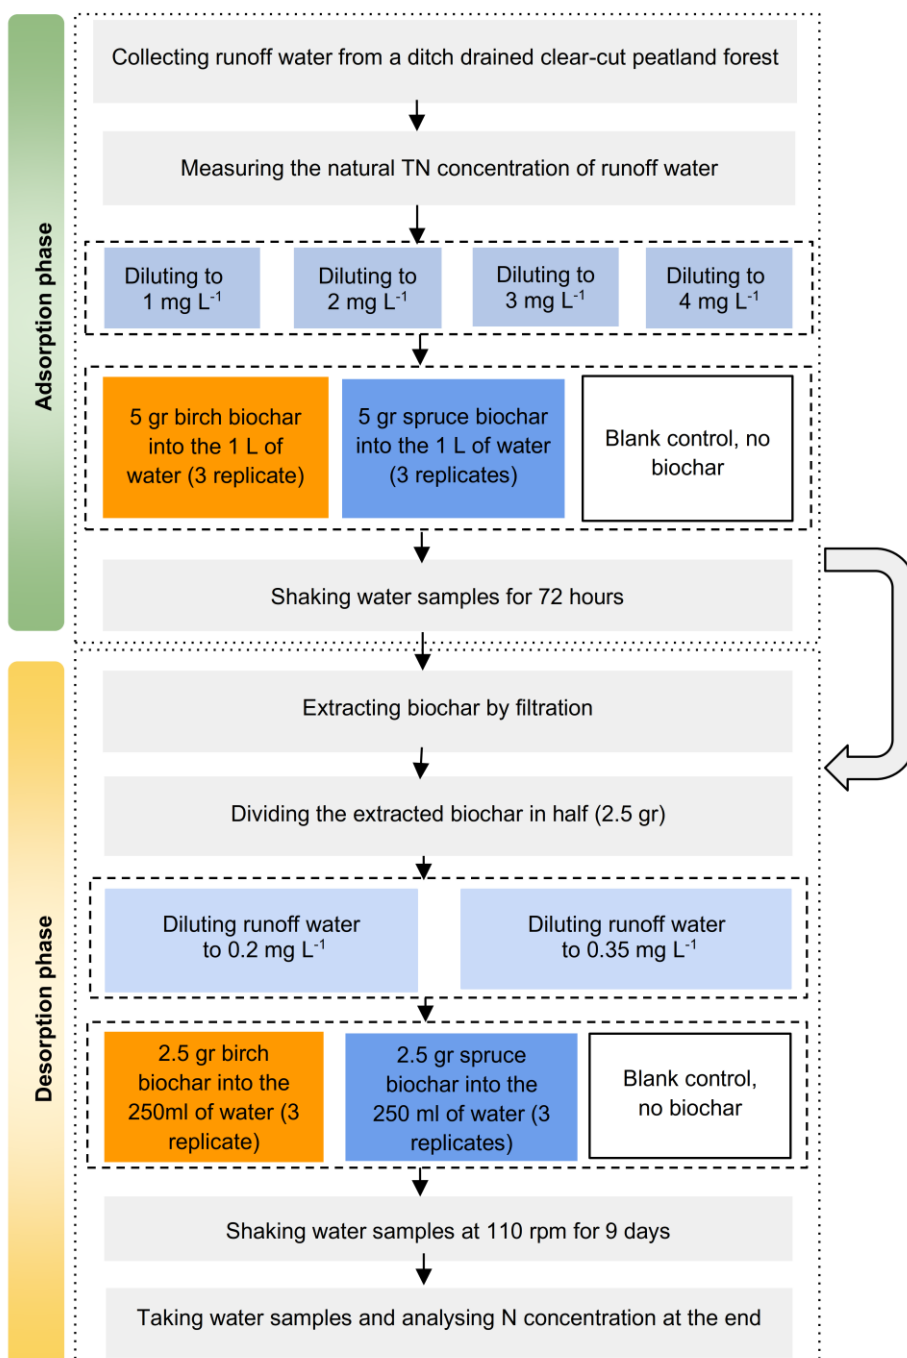 Adsorption phase
Collecting runoff water from a ditch drained clear-cut peatland forest
Measuring the natural TN concentration of runoff water
Diluting to
1 mg L⁻¹
Diluting to
2 mg L⁻¹
Diluting to
3 mg L⁻¹
Diluting to
4 mg L⁻¹
5 gr birch biochar
into the 1 L of
water (3 replicate)
5 gr spruce biochar
into the 1 L of water
(3 replicates)
Blank control, no
biochar
Shaking water samples for 72 hours
Desorption phase
Extracting biochar by filtration
Dividing the extracted biochar in half (2.5 gr)
Diluting runoff water
to 0.2 mg L⁻¹
Diluting runoff water
to 0.35 mg L⁻¹
2.5 gr birch
biochar into the
250ml of water (3
replicate)
2.5 gr spruce
biochar into the
250 ml of water (3
replicates)
Blank control,
no biochar
Shaking water samples at 110 rpm for 9 days
Taking water samples and analysing N concentration at the end